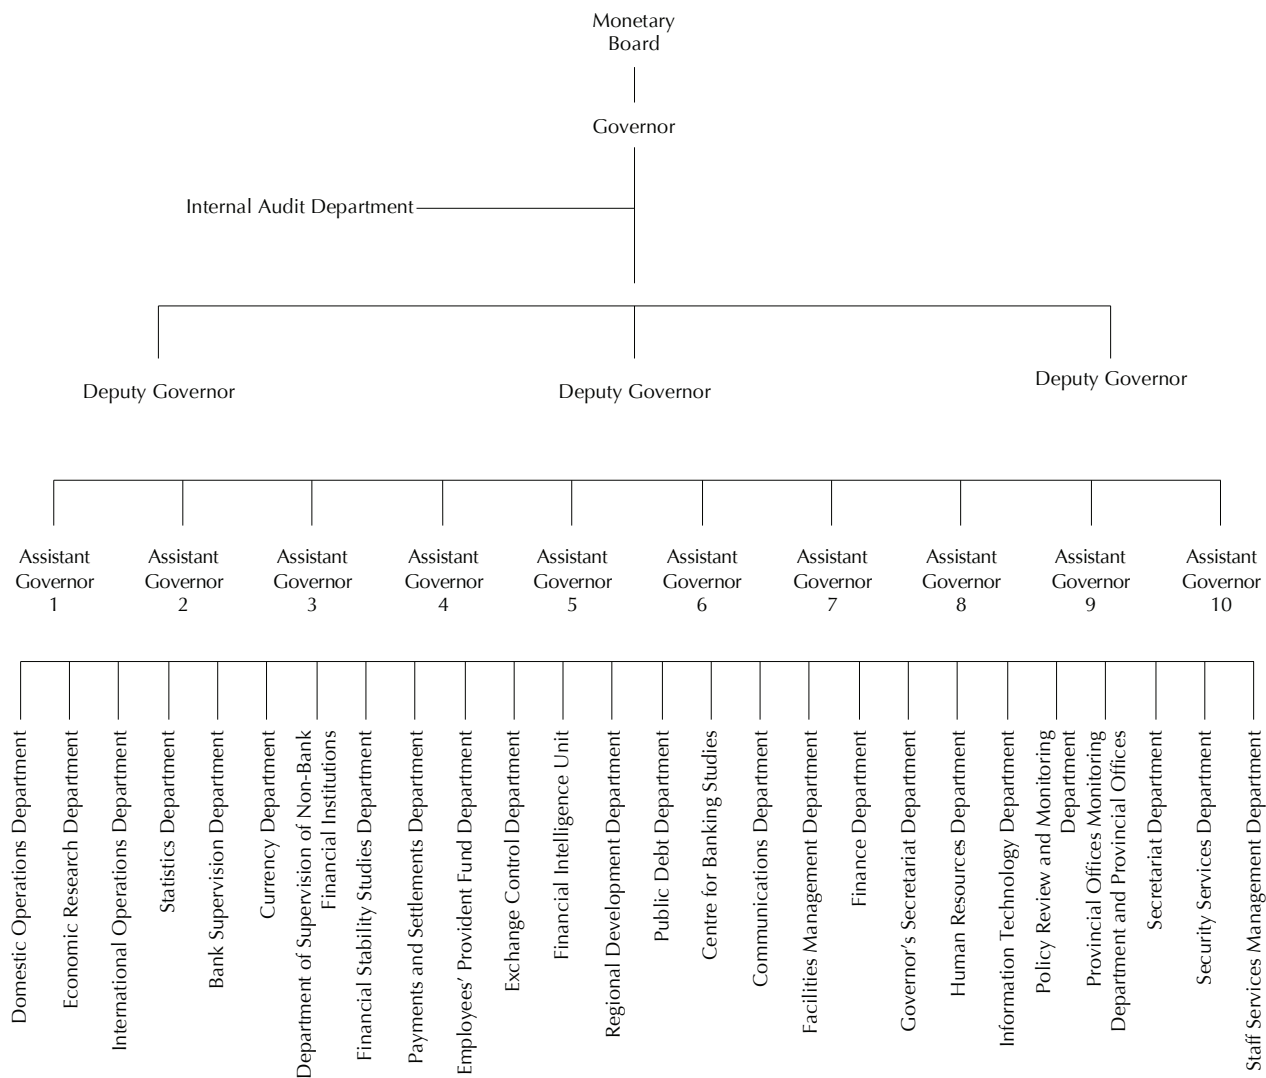 Monetary
Board
Governor
Internal Audit Department
Deputy Governor
Deputy Governor
Deputy Governor
Assistant
Governor
1
Assistant
Governor
2
Assistant
Governor
3
Assistant
Governor
4
Assistant
Governor
5
Assistant
Governor
6
Assistant
Governor
7
Assistant
Governor
8
Assistant
Governor
9
Assistant
Governor
10
Domestic Operations Department
Economic Research Department
International Operations Department
Statistics Department
Bank Supervision Department
Currency Department
Department of Supervision of Non-Bank
Financial Institutions
Financial Stability Studies Department
Payments and Settlements Department
Employees’ Provident Fund Department
Exchange Control Department
Financial Intelligence Unit
Regional Development Department
Public Debt Department
Centre for Banking Studies
Communications Department
Facilities Management Department
Finance Department
Governor’s Secretariat Department
Human Resources Department
Information Technology Department
Policy Review and Monitoring
Department
Provincial Offices Monitoring
Department and Provincial Offices
Secretariat Department
Security Services Department
Staff Services Management Department